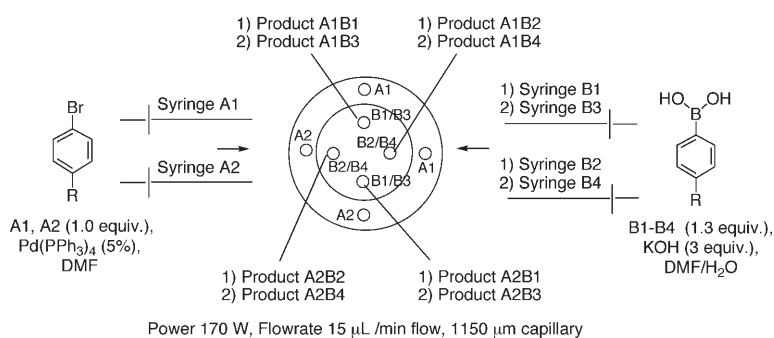 1) Product A1B1
2) Product A1B3
1) Product A1B2
2) Product A1B4
Br
R
A1, A2 (1.0 equiv.),
Pd(PPh3)4 (5%),
DMF
Syringe A1
Syringe A2
A1
B1/B3
A2
B2/B4
B2/B4
A1
B1/B3
A2
1) Syringe B1
2) Syringe B3
1) Syringe B2
2) Syringe B4
HO OH
B
R
B1-B4 (1.3 equiv.),
KOH (3 equiv.),
DMF/H2O
1) Product A2B2
2) Product A2B4
1) Product A2B1
2) Product A2B3
Power 170 W, Flowrate 15 μL /min flow, 1150 μm capillary